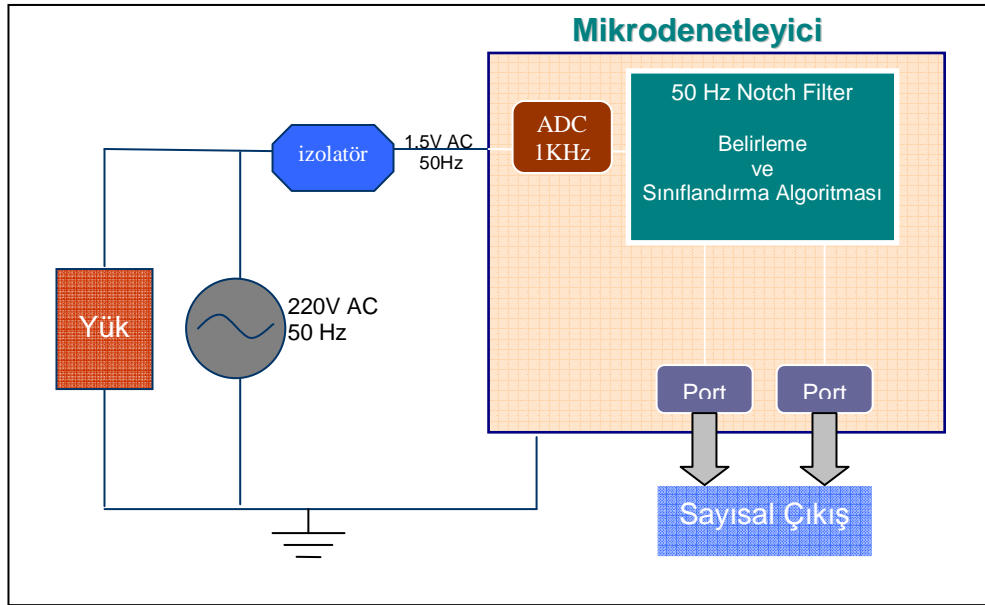 Mikrodenetleyici
izolatör
1.5V AC
50Hz
ADC
1KHz
50 Hz Notch Filter
Belirleme
ve
Sınıflandırma Algoritması
Yük
220V AC
50 Hz
Port
Port
Sayısal Çıkış